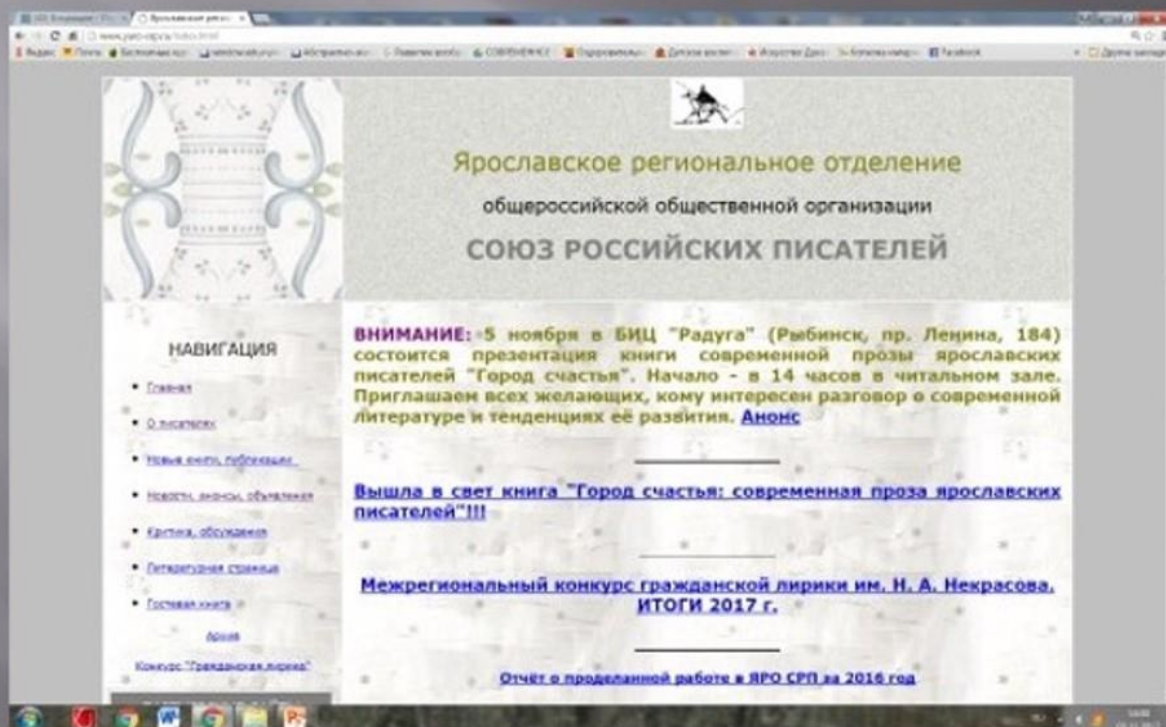 Ярославское региональное отделение
общероссийской общественной организации
СОЮЗ РОССИЙСКИХ ПИСАТЕЛЕЙ
НАВИГАЦИЯ
Главная
О писателях
Новые книги, публикации
Новости, анонсы, объявления
Критика, обсуждения
Литературная страница
Гостевая книга
Архив
Конкурс "Гражданская лирика"
ВНИМАНИЕ: 5 ноября в БИЦ "Радуга" (Рыбинск, пр. Ленина, 184)
состоится презентация книги современной прозы ярославских
писателей "Город счастья". Начало - в 14 часов в читальном зале.
Приглашаем всех желающих, кому интересен разговор о современной
литературе и тенденциях её развития. Анонс
Вышла в свет книга "Город счастья: современная проза ярославских
писателей"!!!
Межрегиональный конкурс гражданской лирики им. Н. А. Некрасова.
ИТОГИ 2017 г.
Отчёт о проделанной работе в ЯРО СРП за 2016 год